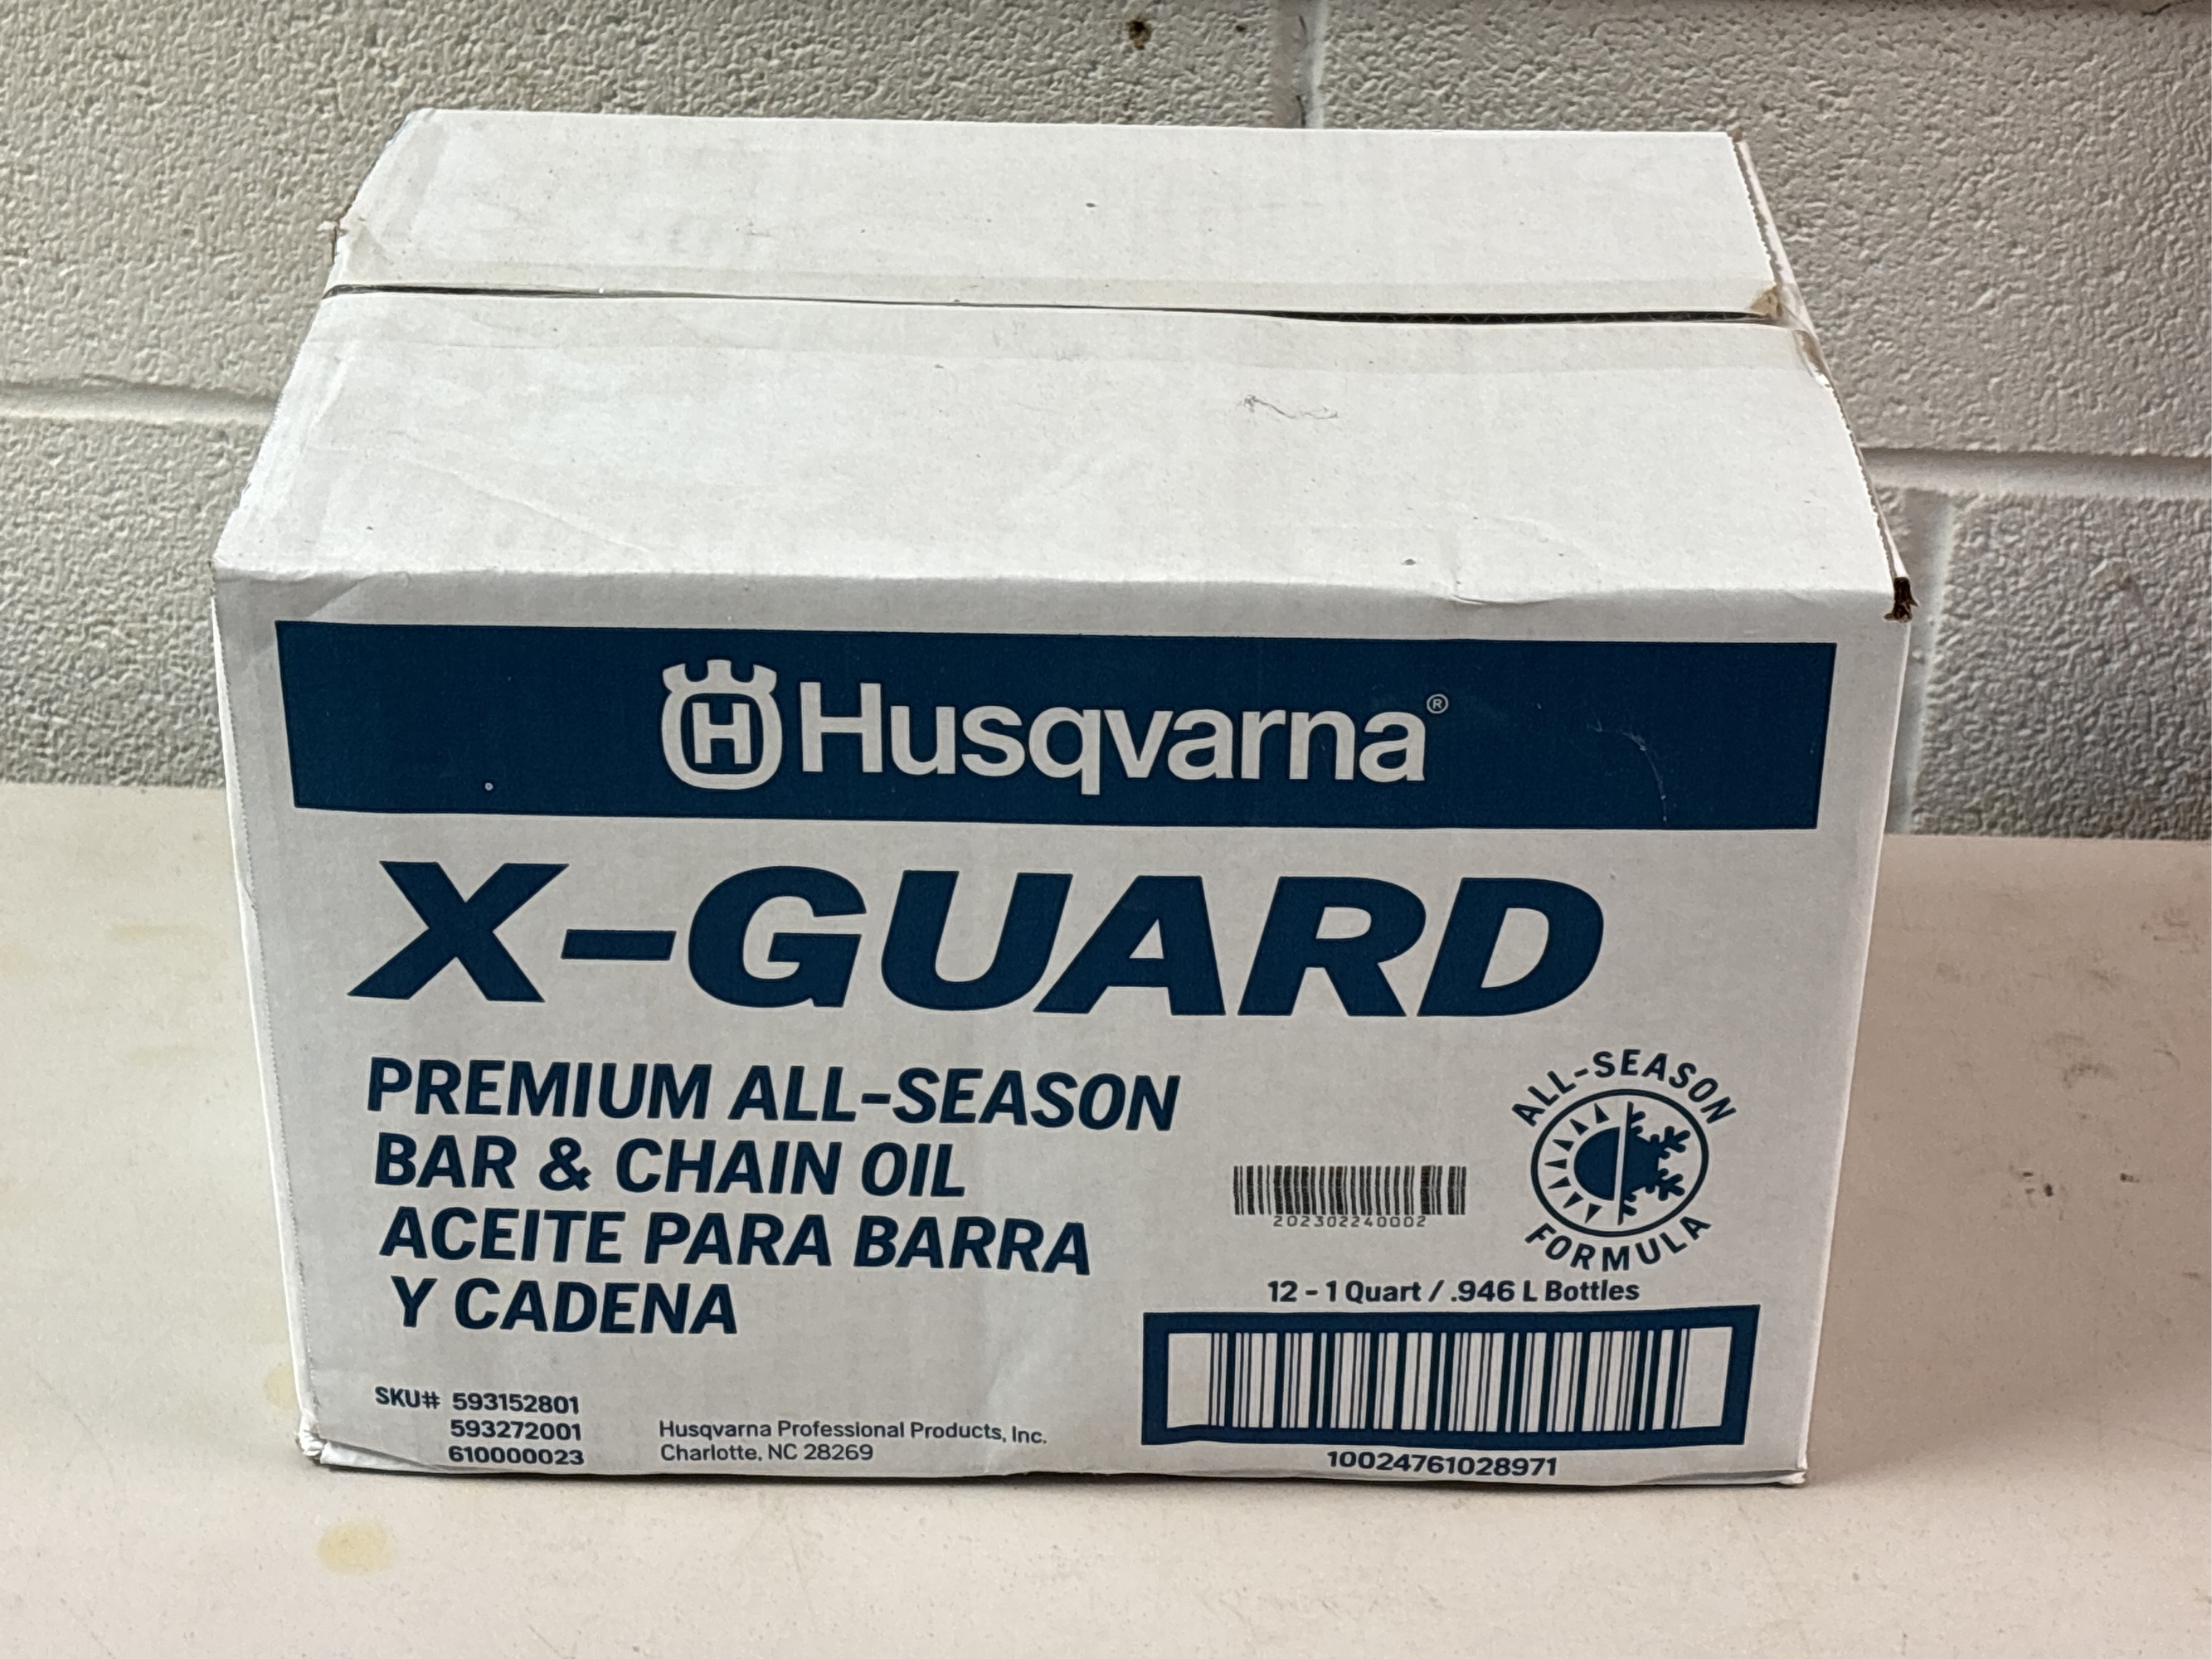 H Husqvarna®
X-GUARD
PREMIUM ALL-SEASON
BAR & CHAIN OIL
ACEITE PARA BARRA
Y CADENA
202302240002
ALL-SEASON
FORMULA
12 - 1 Quart / .946 L Bottles
SKU# 593152801
593272001
610000023
Husqvarna Professional Products, Inc.
Charlotte, NC 28269
10024761028971